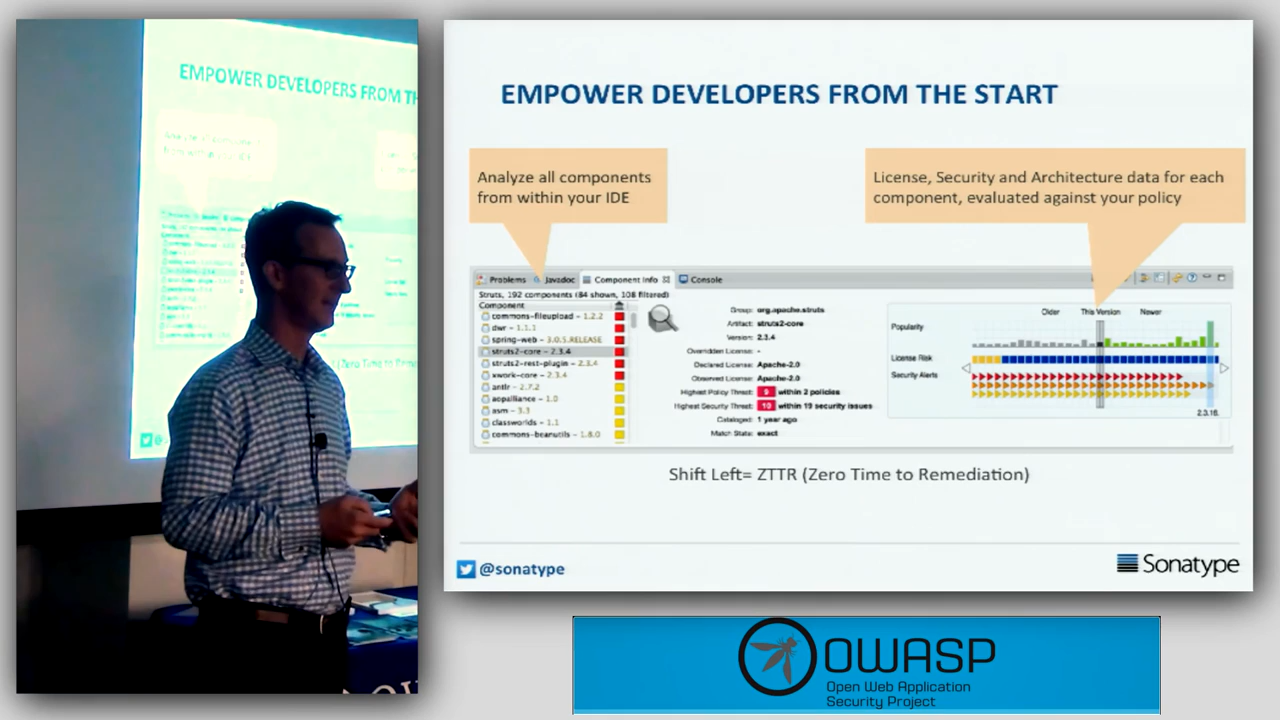 EMPOWER DEVELOPERS FROM TH
EMPOWER DEVELOPERS FROM THE START
Analyze all components
from within your IDE
License, Security and Architecture data for each
component, evaluated against your policy
Problems
Javadoc
Component Info
Console
Struts, 192 components (84 shown, 108 filtered)
Component
commons-fileupload - 1.2.2
dwr - 1.1.1
spring-web - 3.0.5.RELEASE
struts2-core - 2.3.4
struts2-rest-plugin - 2.3.4
xwork-core - 2.3.4
antlr - 2.7.2
aopalliance - 1.0
asm - 3.3
classworlds - 1.1
commons-beanutils - 1.8.0
Group: org.apache.struts
Artifact: struts2-core
Version: 2.3.4
Overridden License: -
Declared License: Apache-2.0
Observed License: Apache-2.0
Highest Policy Threat: 9 within 2 policies
Highest Security Threat: 10 within 19 security issues
Cataloged: 1 year ago
Match State: exact
Older This Version Newer
Popularity
License Risk
Security Alerts
2.3.16.
Shift Left= ZTTR (Zero Time to Remediation)
@sonatype
Sonatype
OWASP
Open Web Application
Security Project